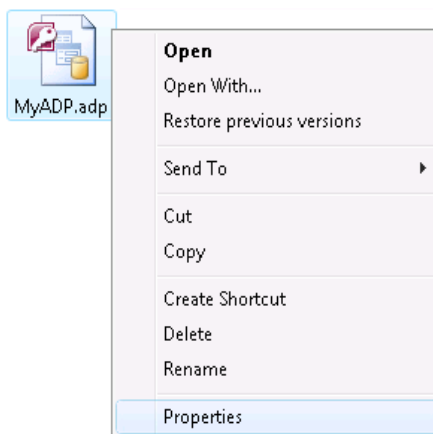 MyADP.adp
Open
Open With...
Restore previous versions
Send To
Cut
Copy
Create Shortcut
Delete
Rename
Properties